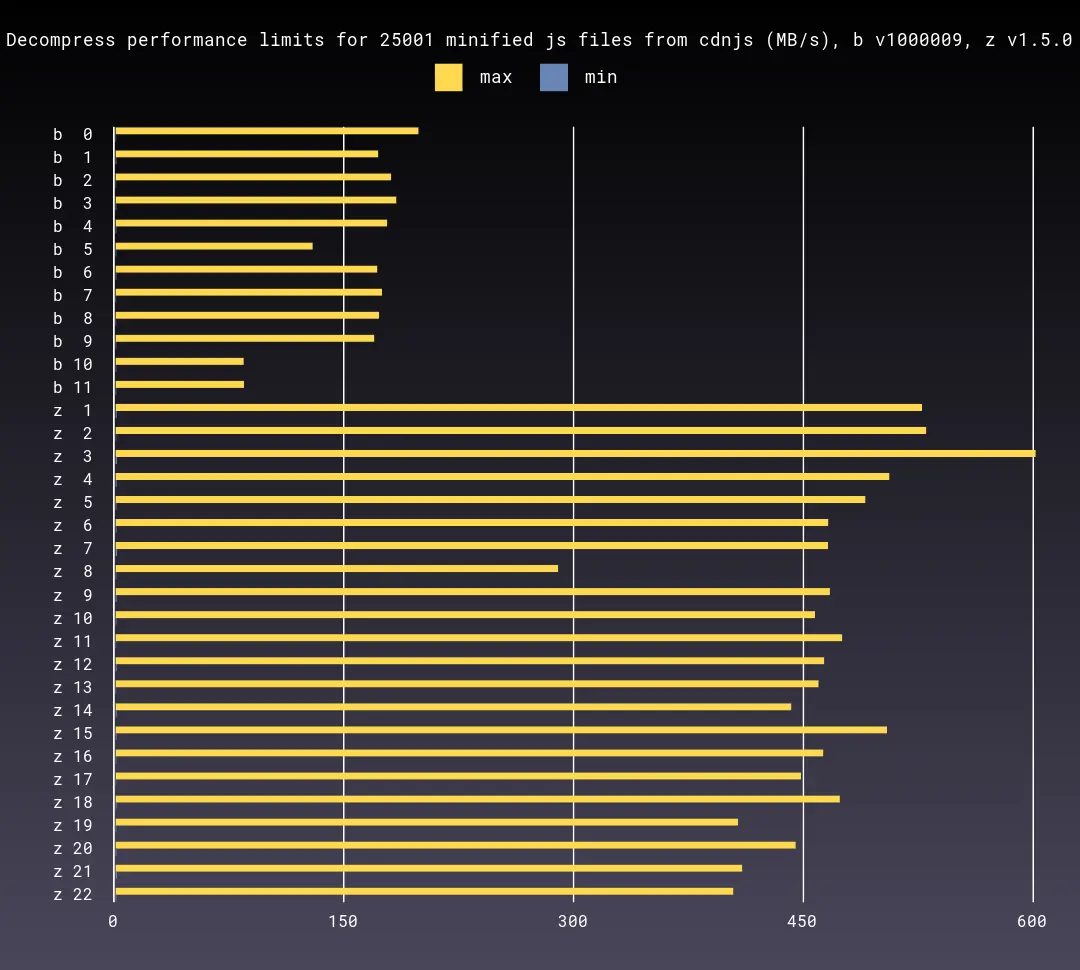 Decompress performance limits for 25001 minified js files from cdnjs (MB/s), b v1000009, z v1.5.0
max min
b 0
b 1
b 2
b 3
b 4
b 5
b 6
b 7
b 8
b 9
b 10
b 11
z 1
z 2
z 3
z 4
z 5
z 6
z 7
z 8
z 9
z 10
z 11
z 12
z 13
z 14
z 15
z 16
z 17
z 18
z 19
z 20
z 21
z 22
0 150 300 450 600